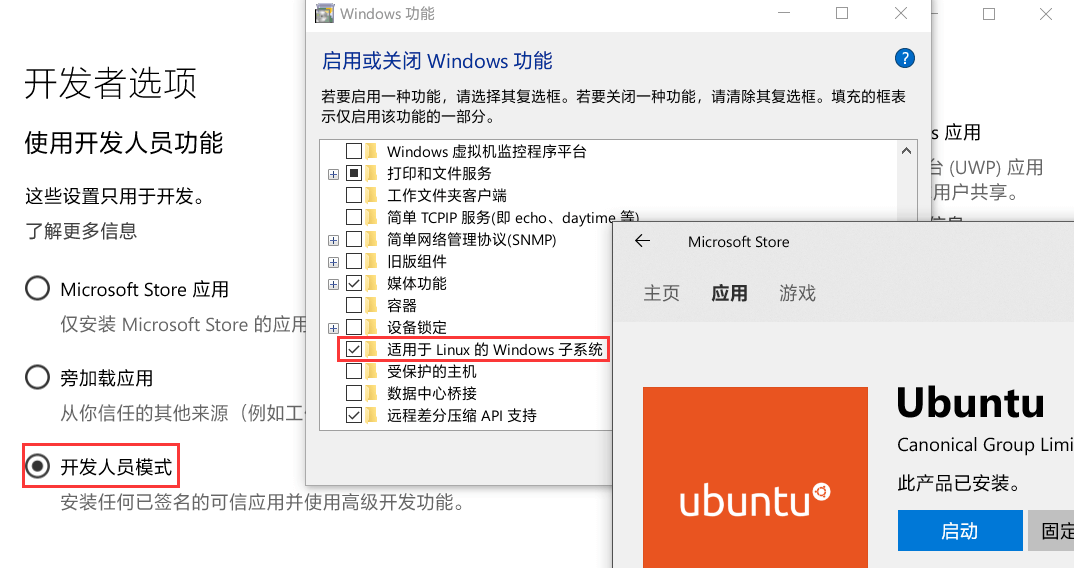 开发者选项
使用开发人员功能
这些设置只用于开发。
了解更多信息
Microsoft Store 应用
仅安装 Microsoft Store 的应用
旁加载应用
从你信任的其他来源（例如工
开发人员模式
安装任何已签名的可信应用并使用高级开发功能。
Windows 功能
启用或关闭 Windows 功能
?
若要启用一种功能，请选择其复选框。若要关闭一种功能，请清除其复选框。填充的框表
示仅启用该功能的一部分。
Windows 虚拟机监控程序平台
打印和文件服务
工作文件夹客户端
简单 TCPIP 服务(即 echo、daytime 等)
简单网络管理协议(SNMP)
旧版组件
媒体功能
容器
设备锁定
适用于 Linux 的 Windows 子系统
受保护的主机
数据中心桥接
远程差分压缩 API 支持
s 应用
台 (UWP) 应用
用户共享。
Microsoft Store
主页 应用 游戏
ubuntu
Ubuntu
Canonical Group Limi
此产品已安装。
启动
固定